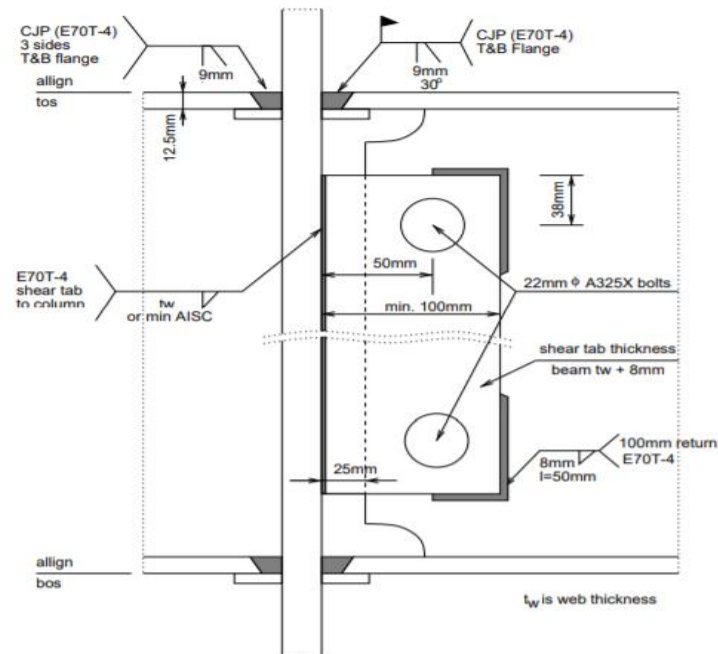 CJP (E70T-4)
3 sides
T&B flange
9mm
CJP (E70T-4)
T&B Flange
9mm
30°
allign
tos
12.5mm
38mm
50mm
E70T-4
shear tab
to column
tw
or min AISC
22mm ϕ A325X bolts
min. 100mm
shear tab thickness
beam tw + 8mm
25mm
100mm return
E70T-4
8mm
l=50mm
allign
bos
tw is web thickness